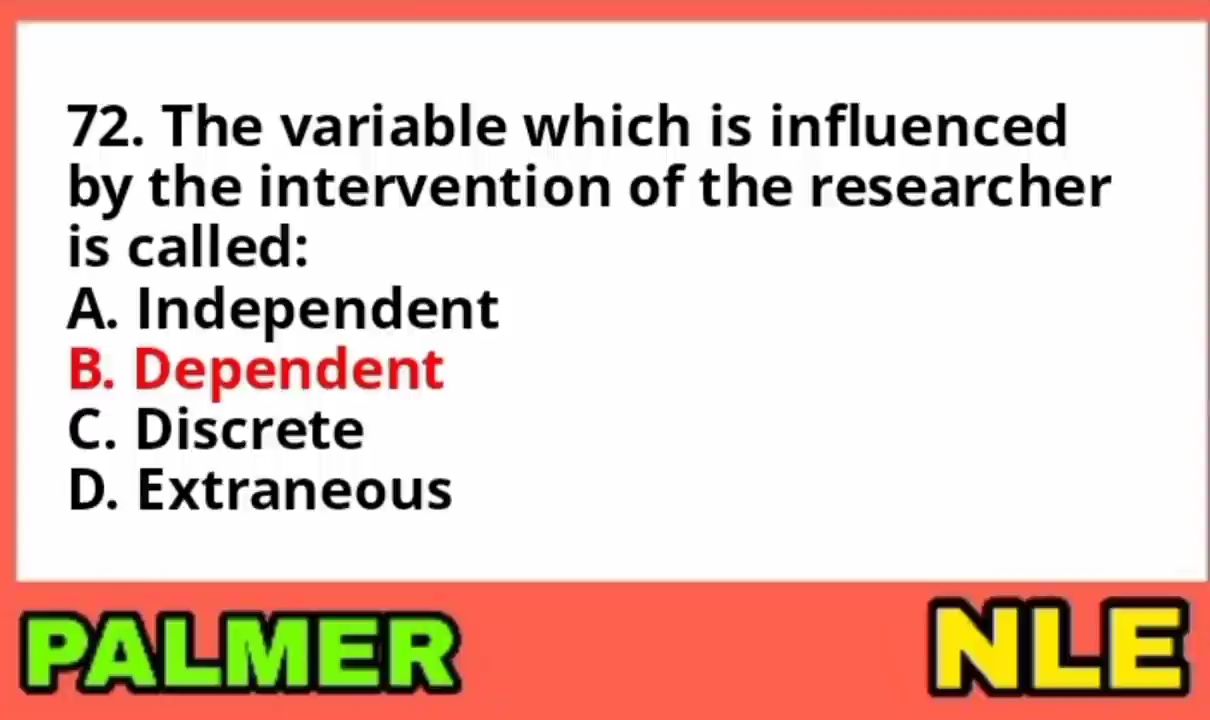 72. The variable which is influenced
by the intervention of the researcher
is called:
A. Independent
B. Dependent
C. Discrete
D. Extraneous
PALMER
NLE